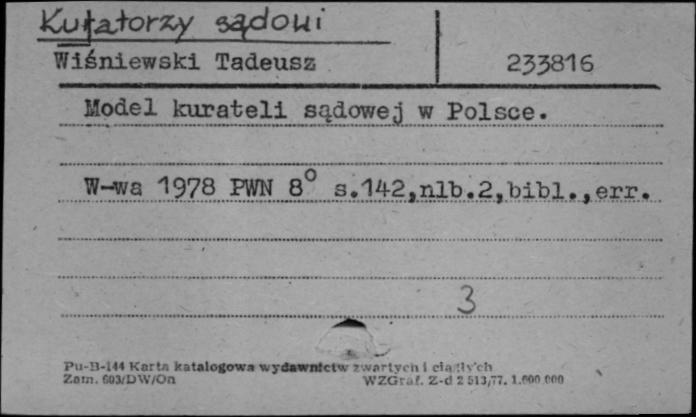 Kuratorzy sądowi
Wiśniewski Tadeusz 233816
Model kurateli sądowej w Polsce.
W-wa 1978 PWN 8° s.142,nlb.2,bibl.,err.
3
Pu-B-144 Karta katalogowa wydawnictw zwartych i ciągłych
Zam. 603/DW/On WZGraf. Z-d 2 513/77. 1.000.000